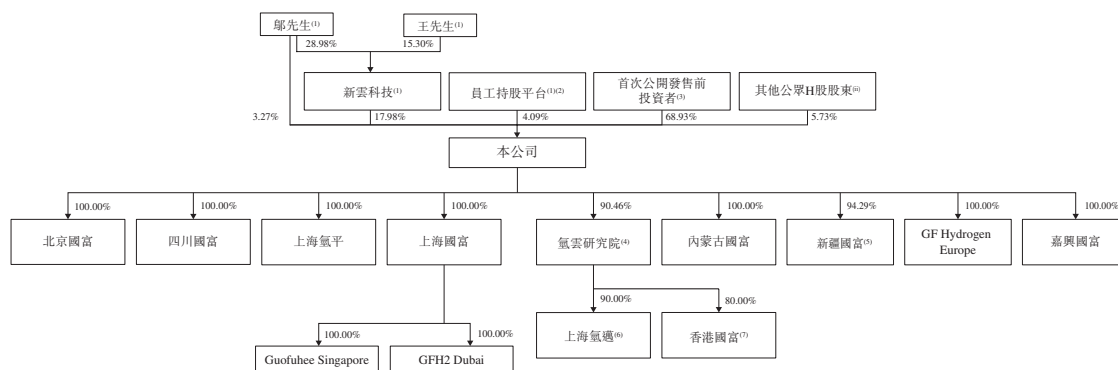 鄔先生(1)
王先生(1)
28.98%
15.30%
新雲科技(1)
員工持股平台(1)(2)
首次公開發售前
投資者(3)
其他公眾H股股東(iii)
3.27%
17.98%
4.09%
68.93%
5.73%
本公司
100.00%
100.00%
100.00%
100.00%
90.46%
100.00%
94.29%
100.00%
100.00%
北京國富
四川國富
上海氫平
上海國富
氫雲研究院(4)
內蒙古國富
新疆國富(5)
GF Hydrogen
Europe
嘉興國富
90.00%
80.00%
上海氫邁(6)
香港國富(7)
100.00%
100.00%
Guofuhee Singapore
GFH2 Dubai